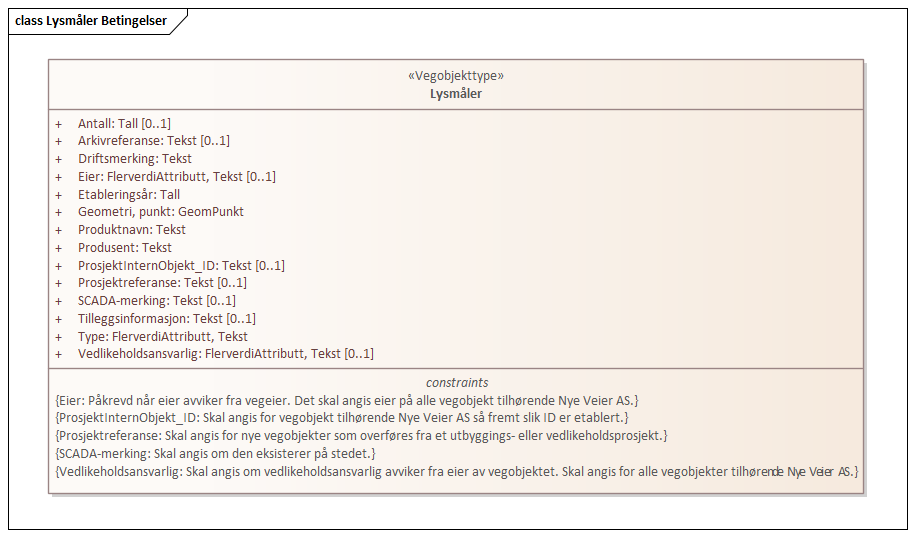 class Lysmåler Betingelser
«Vegobjekttype»
Lysmåler
+ Antall: Tall [0..1]
+ Arkivreferanse: Tekst [0..1]
+ Driftsmerking: Tekst
+ Eier: FlerverdiAttributt, Tekst [0..1]
+ Etableringsår: Tall
+ Geometri, punkt: GeomPunkt
+ Produktnavn: Tekst
+ Produsent: Tekst
+ ProsjektInternObjekt_ID: Tekst [0..1]
+ Prosjektreferanse: Tekst [0..1]
+ SCADA-merking: Tekst [0..1]
+ Tilleggsinformasjon: Tekst [0..1]
+ Type: FlerverdiAttributt, Tekst
+ Vedlikeholdsansvarlig: FlerverdiAttributt, Tekst [0..1]
constraints
{Eier: Påkrevd når eier avviker fra vegeier. Det skal angis eier på alle vegobjekt tilhørende Nye Veier AS.}
{ProsjektInternObjekt_ID: Skal angis for vegobjekt tilhørende Nye Veier AS så fremt slik ID er etablert.}
{Prosjektreferanse: Skal angis for nye vegobjekter som overføres fra et utbyggings- eller vedlikeholdsprosjekt.}
{SCADA-merking: Skal angis om den eksisterer på stedet.}
{Vedlikeholdsansvarlig: Skal angis om vedlikeholdsansvarlig avviker fra eier av vegobjektet. Skal angis for alle vegobjekter tilhørende Nye Veier AS.}